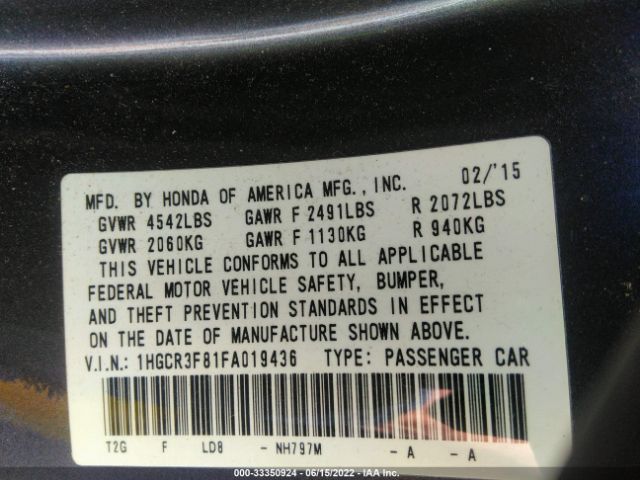 MFD. BY HONDA OF AMERICA MFG., INC. 02/'15
GVWR 4542LBS GAWR F 2491LBS R 2072LBS
GVWR 2060KG GAWR F 1130KG R 940KG
THIS VEHICLE CONFORMS TO ALL APPLICABLE
FEDERAL MOTOR VEHICLE SAFETY, BUMPER,
AND THEFT PREVENTION STANDARDS IN EFFECT
ON THE DATE OF MANUFACTURE SHOWN ABOVE.
V.I.N.: 1HGCR3F81FA019436 TYPE: PASSENGER CAR
T2G F LD8 - NH797M - A - A
000-33350924 - 06/15/2022 - IAA Inc.